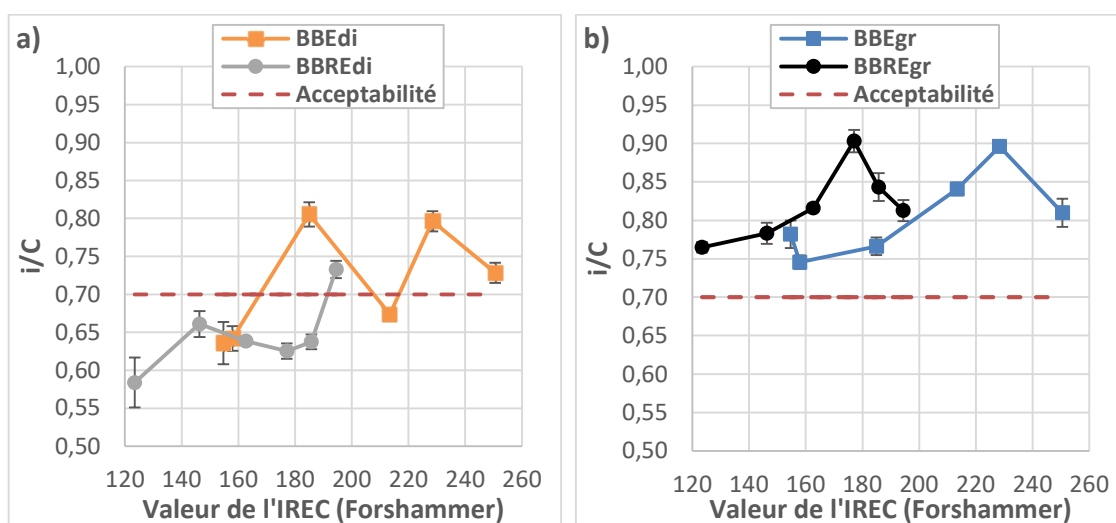 a)
BBEdi
BBREdi
Acceptabilité
1,00
0,95
0,90
0,85
0,80
0,75
0,70
0,65
0,60
0,55
0,50
i/C
120 140 160 180 200 220 240 260
Valeur de l'IREC (Forshammer)
b)
BBEgr
BBREgr
Acceptabilité
1,00
0,95
0,90
0,85
0,80
0,75
0,70
0,65
0,60
0,55
0,50
i/C
120 140 160 180 200 220 240 260
Valeur de l'IREC (Forshammer)